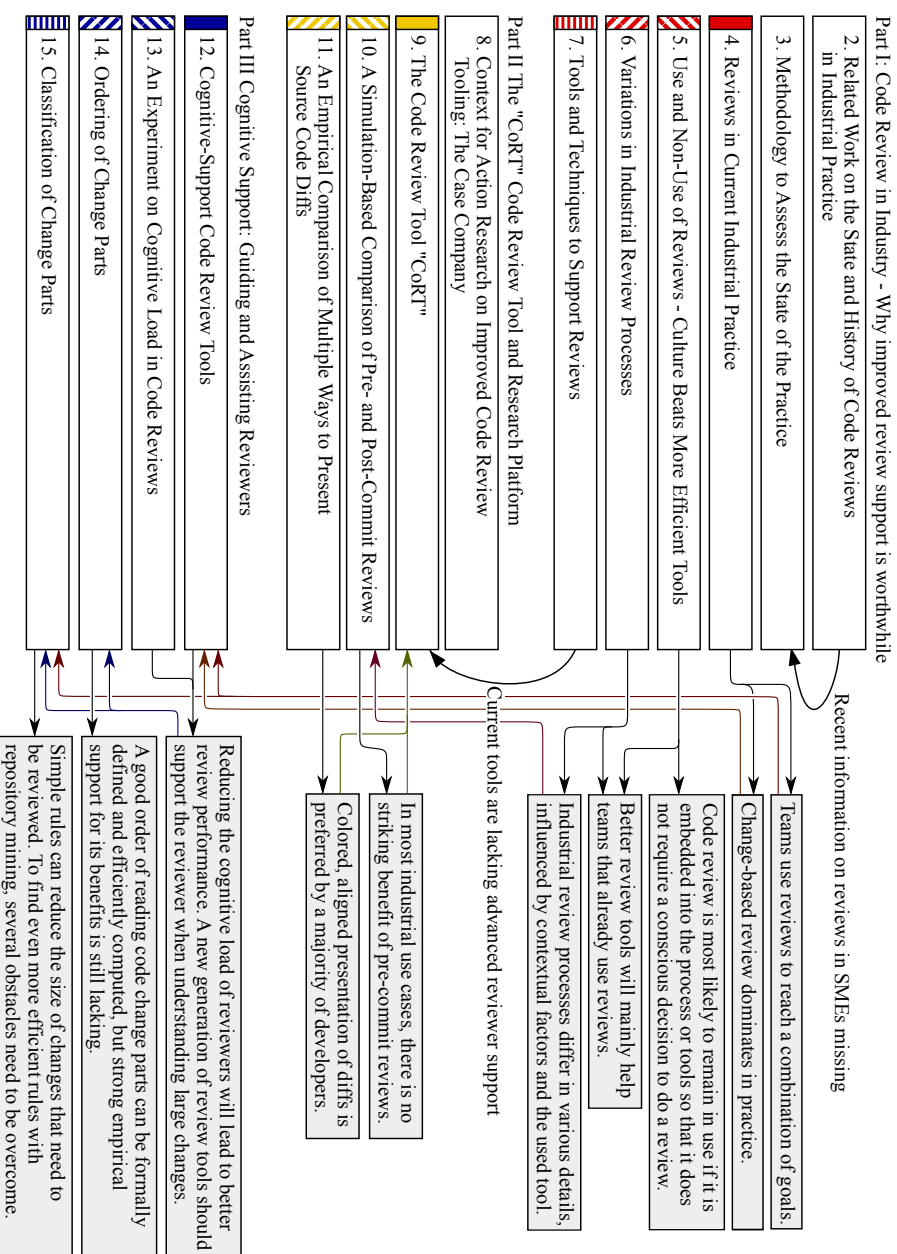 Part I: Code Review in Industry - Why improved review support is worthwhile
2. Related Work on the State and History of Code Reviews
in Industrial Practice
3. Methodology to Assess the State of the Practice
4. Reviews in Current Industrial Practice
5. Use and Non-Use of Reviews - Culture Beats More Efficient Tools
6. Variations in Industrial Review Processes
7. Tools and Techniques to Support Reviews
Part II The "CoRT" Code Review Tool and Research Platform
8. Context for Action Research on Improved Code Review
Tooling: The Case Company
9. The Code Review Tool "CoRT"
10. A Simulation-Based Comparison of Pre- and Post-Commit Reviews
11. An Empirical Comparison of Multiple Ways to Present
Source Code Diffs
Part III Cognitive Support: Guiding and Assisting Reviewers
12. Cognitive-Support Code Review Tools
13. An Experiment on Cognitive Load in Code Reviews
14. Ordering of Change Parts
15. Classification of Change Parts
Recent information on reviews in SMEs missing
Teams use reviews to reach a combination of goals.
Change-based review dominates in practice.
Code review is most likely to remain in use if it is
embedded into the process or tools so that it does
not require a conscious decision to do a review.
Better review tools will mainly help
teams that already use reviews.
Industrial review processes differ in various details,
influenced by contextual factors and the used tool.
Current tools are lacking advanced reviewer support
In most industrial use cases, there is no
striking benefit of pre-commit reviews.
Colored, aligned presentation of diffs is
preferred by a majority of developers.
Reducing the cognitive load of reviewers will lead to better
review performance. A new generation of review tools should
support the reviewer when understanding large changes.
A good order of reading code change parts can be formally
defined and efficiently computed, but strong empirical
support for its benefits is still lacking.
Simple rules can reduce the size of changes that need to
be reviewed. To find even more efficient rules with
repository mining, several obstacles need to be overcome.